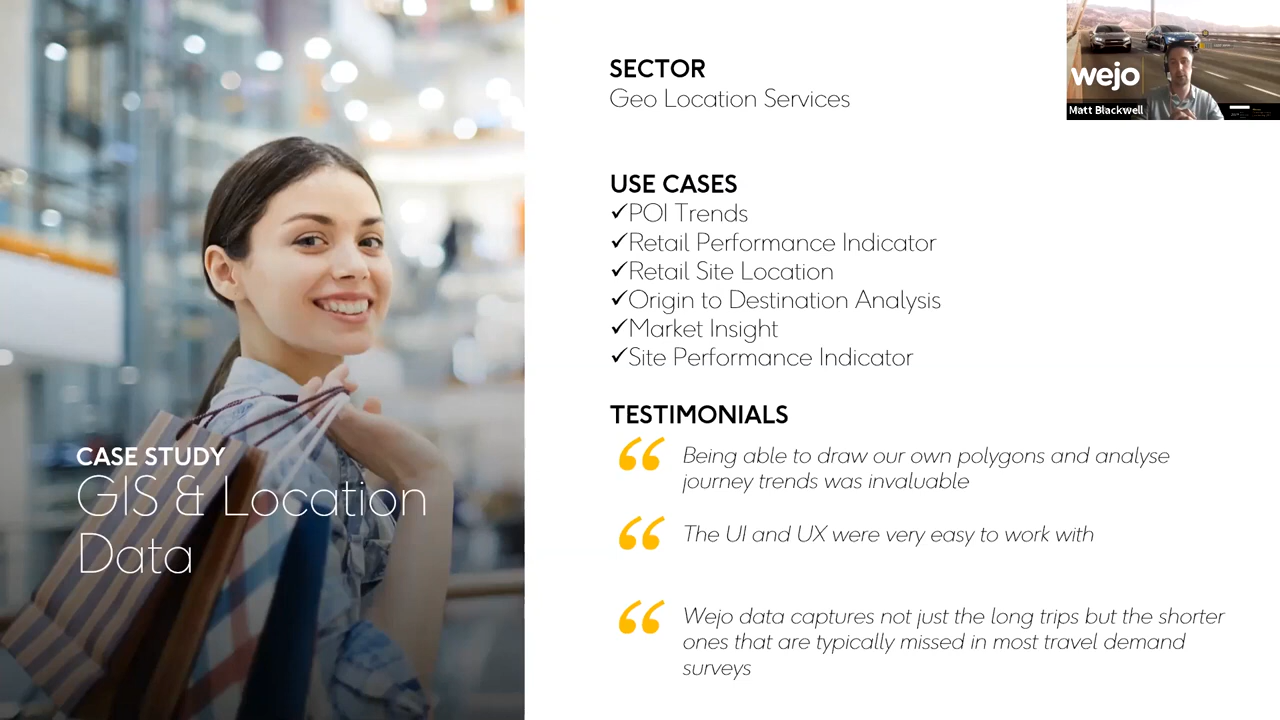 CASE STUDY
GIS & Location
Data
SECTOR
Geo Location Services
USE CASES
✓POI Trends
✓Retail Performance Indicator
✓Retail Site Location
✓Origin to Destination Analysis
✓Market Insight
✓Site Performance Indicator
TESTIMONIALS
“ Being able to draw our own polygons and analyse
journey trends was invaluable
“ The UI and UX were very easy to work with
“ Wejo data captures not just the long trips but the shorter
ones that are typically missed in most travel demand
surveys
wejo
Matt Blackwell